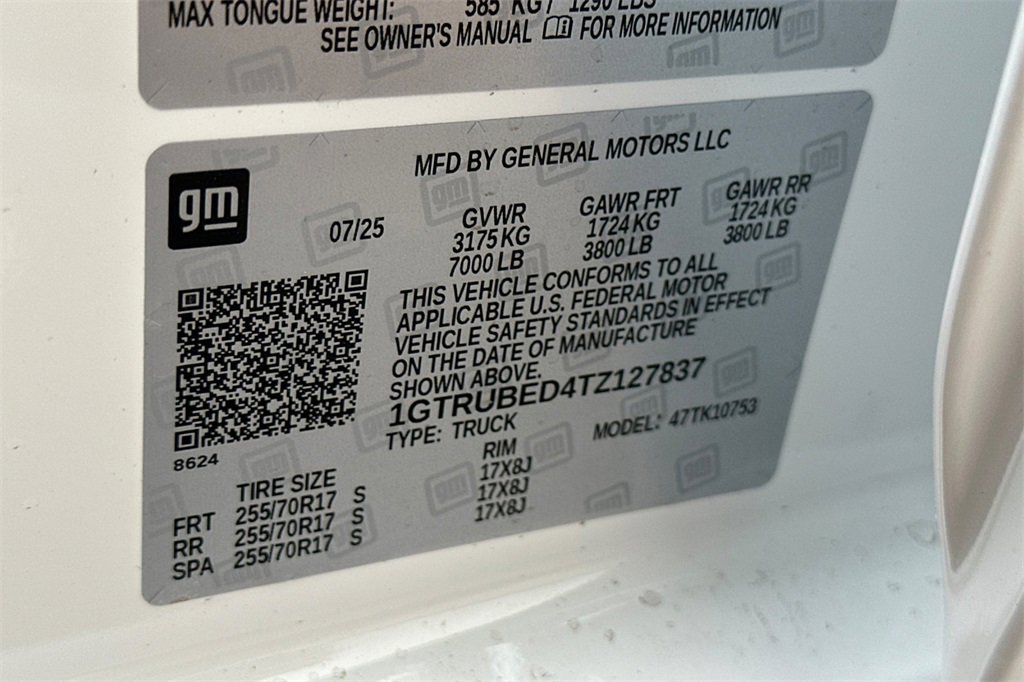 MAX TONGUE WEIGHT: 585 KG / 1290 LBS
SEE OWNER'S MANUAL FOR MORE INFORMATION
MFD BY GENERAL MOTORS LLC
gm
07/25
GVWR
3175 KG
7000 LB
GAWR FRT
1724 KG
3800 LB
GAWR RR
1724 KG
3800 LB
THIS VEHICLE CONFORMS TO ALL
APPLICABLE U.S. FEDERAL MOTOR
VEHICLE SAFETY STANDARDS IN EFFECT
ON THE DATE OF MANUFACTURE
SHOWN ABOVE.
1GTRUBED4TZ127837
TYPE: TRUCK
MODEL: 47TK10753
8624
TIRE SIZE RIM
FRT 255/70R17 S 17X8J
RR 255/70R17 S 17X8J
SPA 255/70R17 S 17X8J